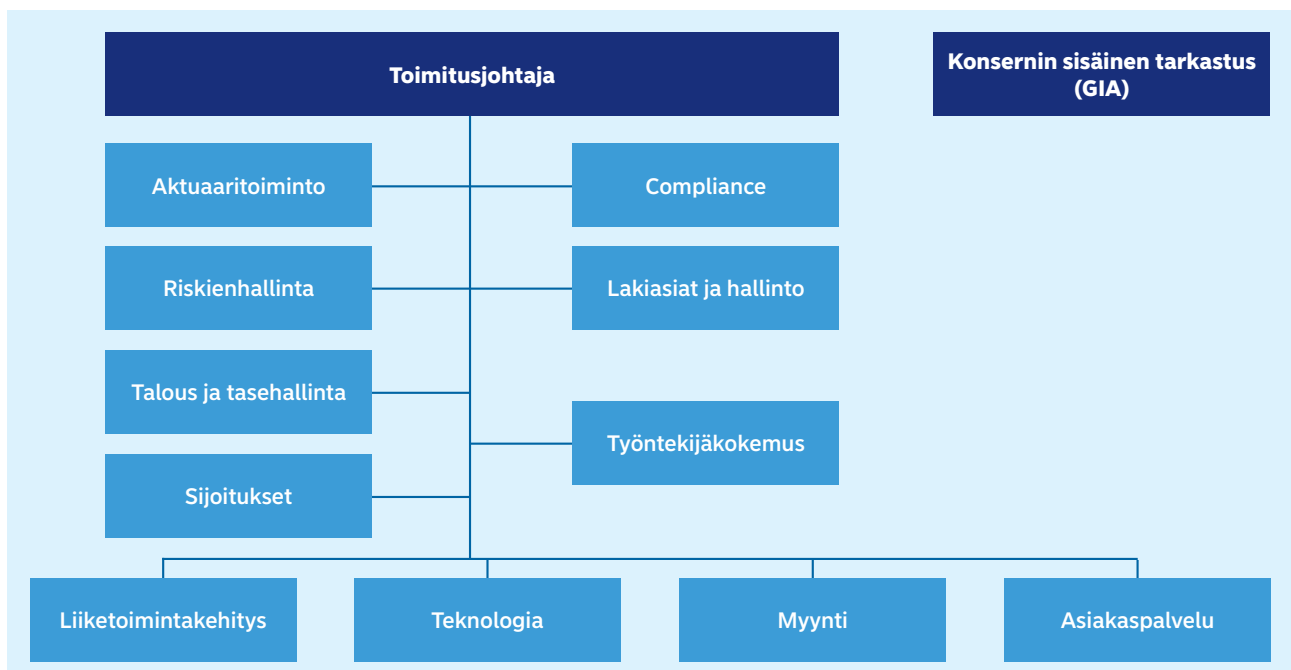 Toimitusjohtaja
Konsernin sisäinen tarkastus
(GIA)
Aktuaaritoiminto
Compliance
Riskienhallinta
Lakiasiat ja hallinto
Talous ja tasehallinta
Työntekijäkokemus
Sijoitukset
Liiketoimintakehitys
Teknologia
Myynti
Asiakaspalvelu